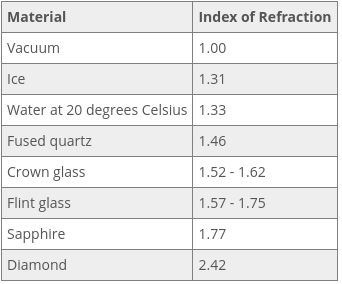 Material Index of Refraction
Vacuum 1.00
Ice 1.31
Water at 20 degrees Celsius 1.33
Fused quartz 1.46
Crown glass 1.52 - 1.62
Flint glass 1.57 - 1.75
Sapphire 1.77
Diamond 2.42